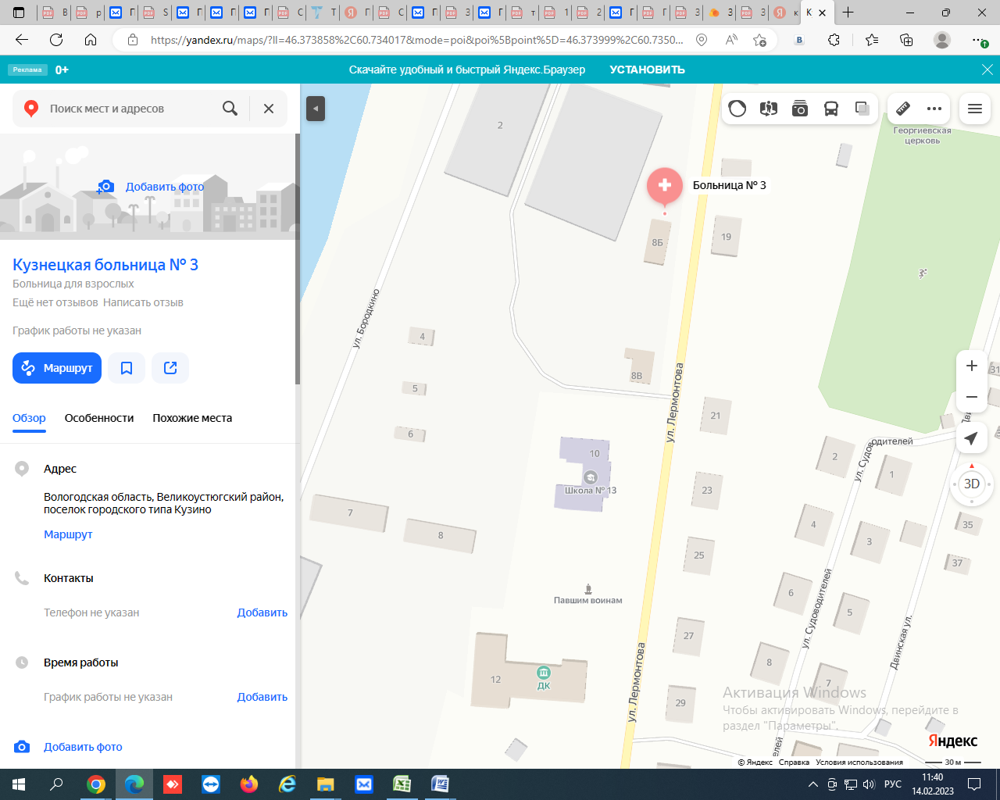 https://yandex.ru/maps/?ll=46.373858%2C60.734017&mode=poi&poi%5Bpoint%5D=46.373999%2C60.7350...
Реклама
0+
Скачайте удобный и быстрый Яндекс.Браузер
УСТАНОВИТЬ
Поиск мест и адресов
Добавить фото
Кузнецкая больница № 3
Больница для взрослых
Ещё нет отзывов Написать отзыв
График работы не указан
Маршрут
Обзор
Особенности
Похожие места
Адрес
Вологодская область, Великоустюгский район,
поселок городского типа Кузино
Маршрут
Контакты
Телефон не указан
Добавить
Время работы
График работы не указан
Добавить
Добавить фото
2
Георгиевская
церковь
Больница № 3
19
8Б
ул. Бородкино
4
8В
5
6
ул. Лермонтова
21
31
Двин
одителей
ул. Судов
2
1
10
Школа № 13
23
3D
7
8
4
3
35
25
37
Павшим воинам
6
5
ул. Судоводителей
Двинская ул.
27
ул. Лермонтова
8
7
12
ДК
29
телей
Активация Windows
Чтобы активировать Windows, перейдите в
раздел "Параметры".
Яндекс
© Яндекс Справка Условия использования
30 м
РУС
11:40
14.02.2023